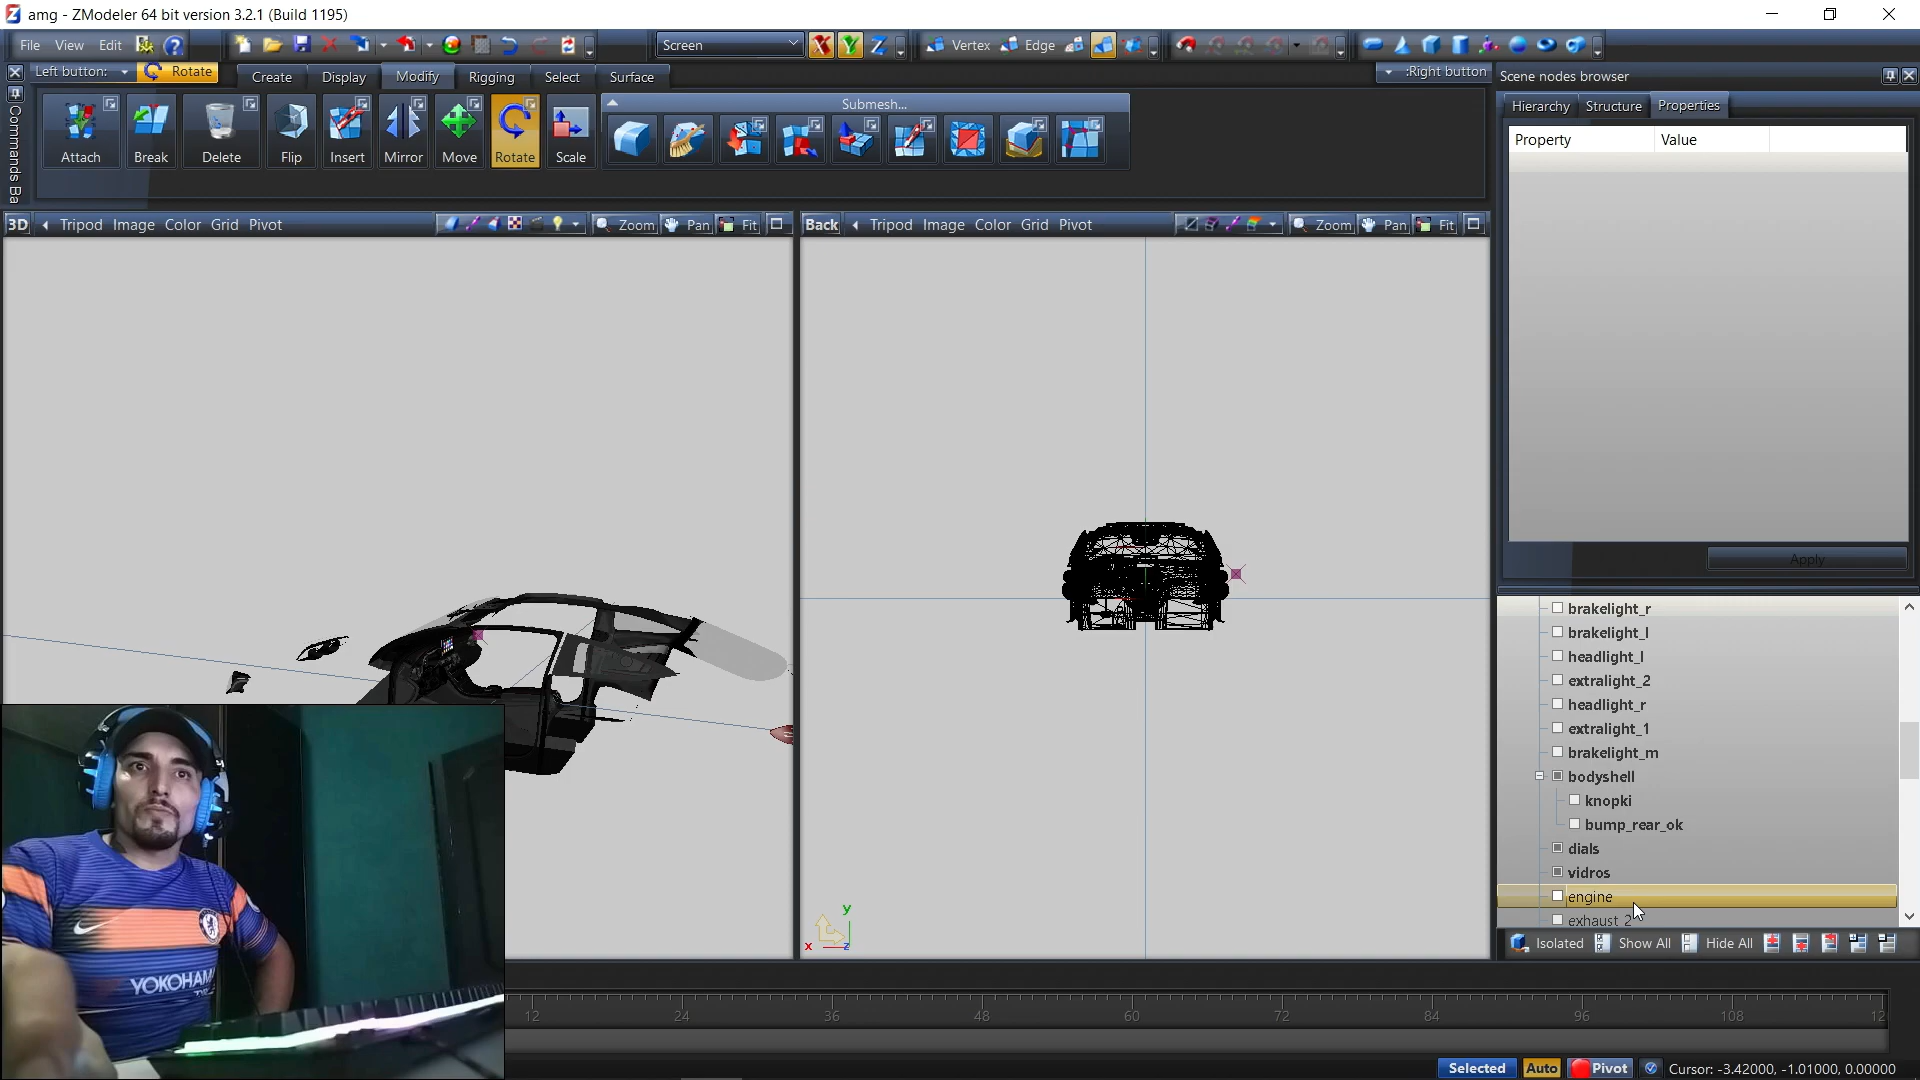 amg - ZModeler 64 bit version 3.2.1 (Build 1195)
File View Edit
Screen
X Y Z
Vertex Edge
Left button: Rotate
Create Display Modify Rigging Select Surface
:Right button
Scene nodes browser
Hierarchy Structure Properties
Property Value
Commands Ba
Submesh...
Attach Break Delete Flip Insert Mirror Move Rotate Scale
3D Tripod Image Color Grid Pivot
Zoom Pan Fit
Back Tripod Image Color Grid Pivot
Zoom Pan Fit
Apply
brakelight_r
brakelight_l
headlight_l
extralight_2
headlight_r
extralight_1
brakelight_m
bodyshell
knopki
bump_rear_ok
dials
vidros
engine
exhaust_2
Isolated Show All Hide All
y
x z
YOKOHAMA
12 24 36 48 60 72 84 96 108 12
Selected Auto Pivot Cursor: -3.42000, -1.01000, 0.00000